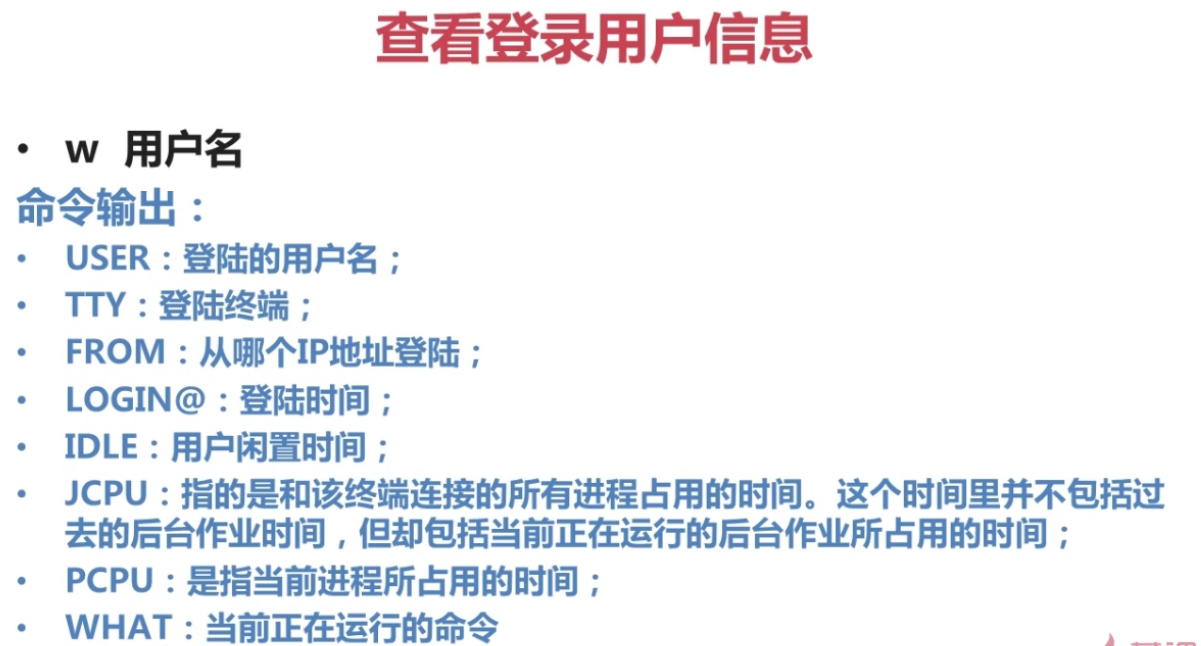 查看登录用户信息
• w 用户名
命令输出：
• USER：登陆的用户名；
• TTY：登陆终端；
• FROM：从哪个IP地址登陆；
• LOGIN@：登陆时间；
• IDLE：用户闲置时间；
• JCPU：指的是和该终端连接的所有进程占用的时间。这个时间里并不包括过
去的后台作业时间，但却包括当前正在运行的后台作业所占用的时间；
• PCPU：是指当前进程所占用的时间；
• WHAT：当前正在运行的命令